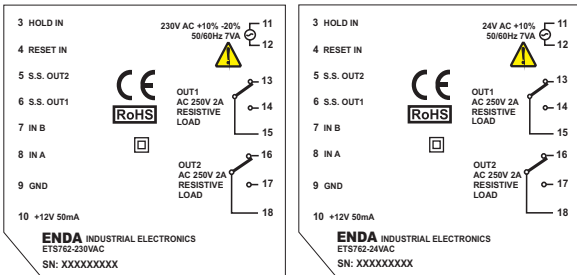 3 HOLD IN
4 RESET IN
5 S.S. OUT2
6 S.S. OUT1
7 IN B
8 IN A
9 GND
10 +12V 50mA
CE
RoHS
230V AC +10% -20%
50/60Hz 7VA
11
12
OUT1
AC 250V 2A
RESISTIVE
LOAD
13
14
15
OUT2
AC 250V 2A
RESISTIVE
LOAD
16
17
18
ENDA INDUSTRIAL ELECTRONICS
ETS762-230VAC
SN: XXXXXXXXX
3 HOLD IN
4 RESET IN
5 S.S. OUT2
6 S.S. OUT1
7 IN B
8 IN A
9 GND
10 +12V 50mA
CE
RoHS
24V AC +10%
50/60Hz 7VA
11
12
OUT1
AC 250V 2A
RESISTIVE
LOAD
13
14
15
OUT2
AC 250V 2A
RESISTIVE
LOAD
16
17
18
ENDA INDUSTRIAL ELECTRONICS
ETS762-24VAC
SN: XXXXXXXXX